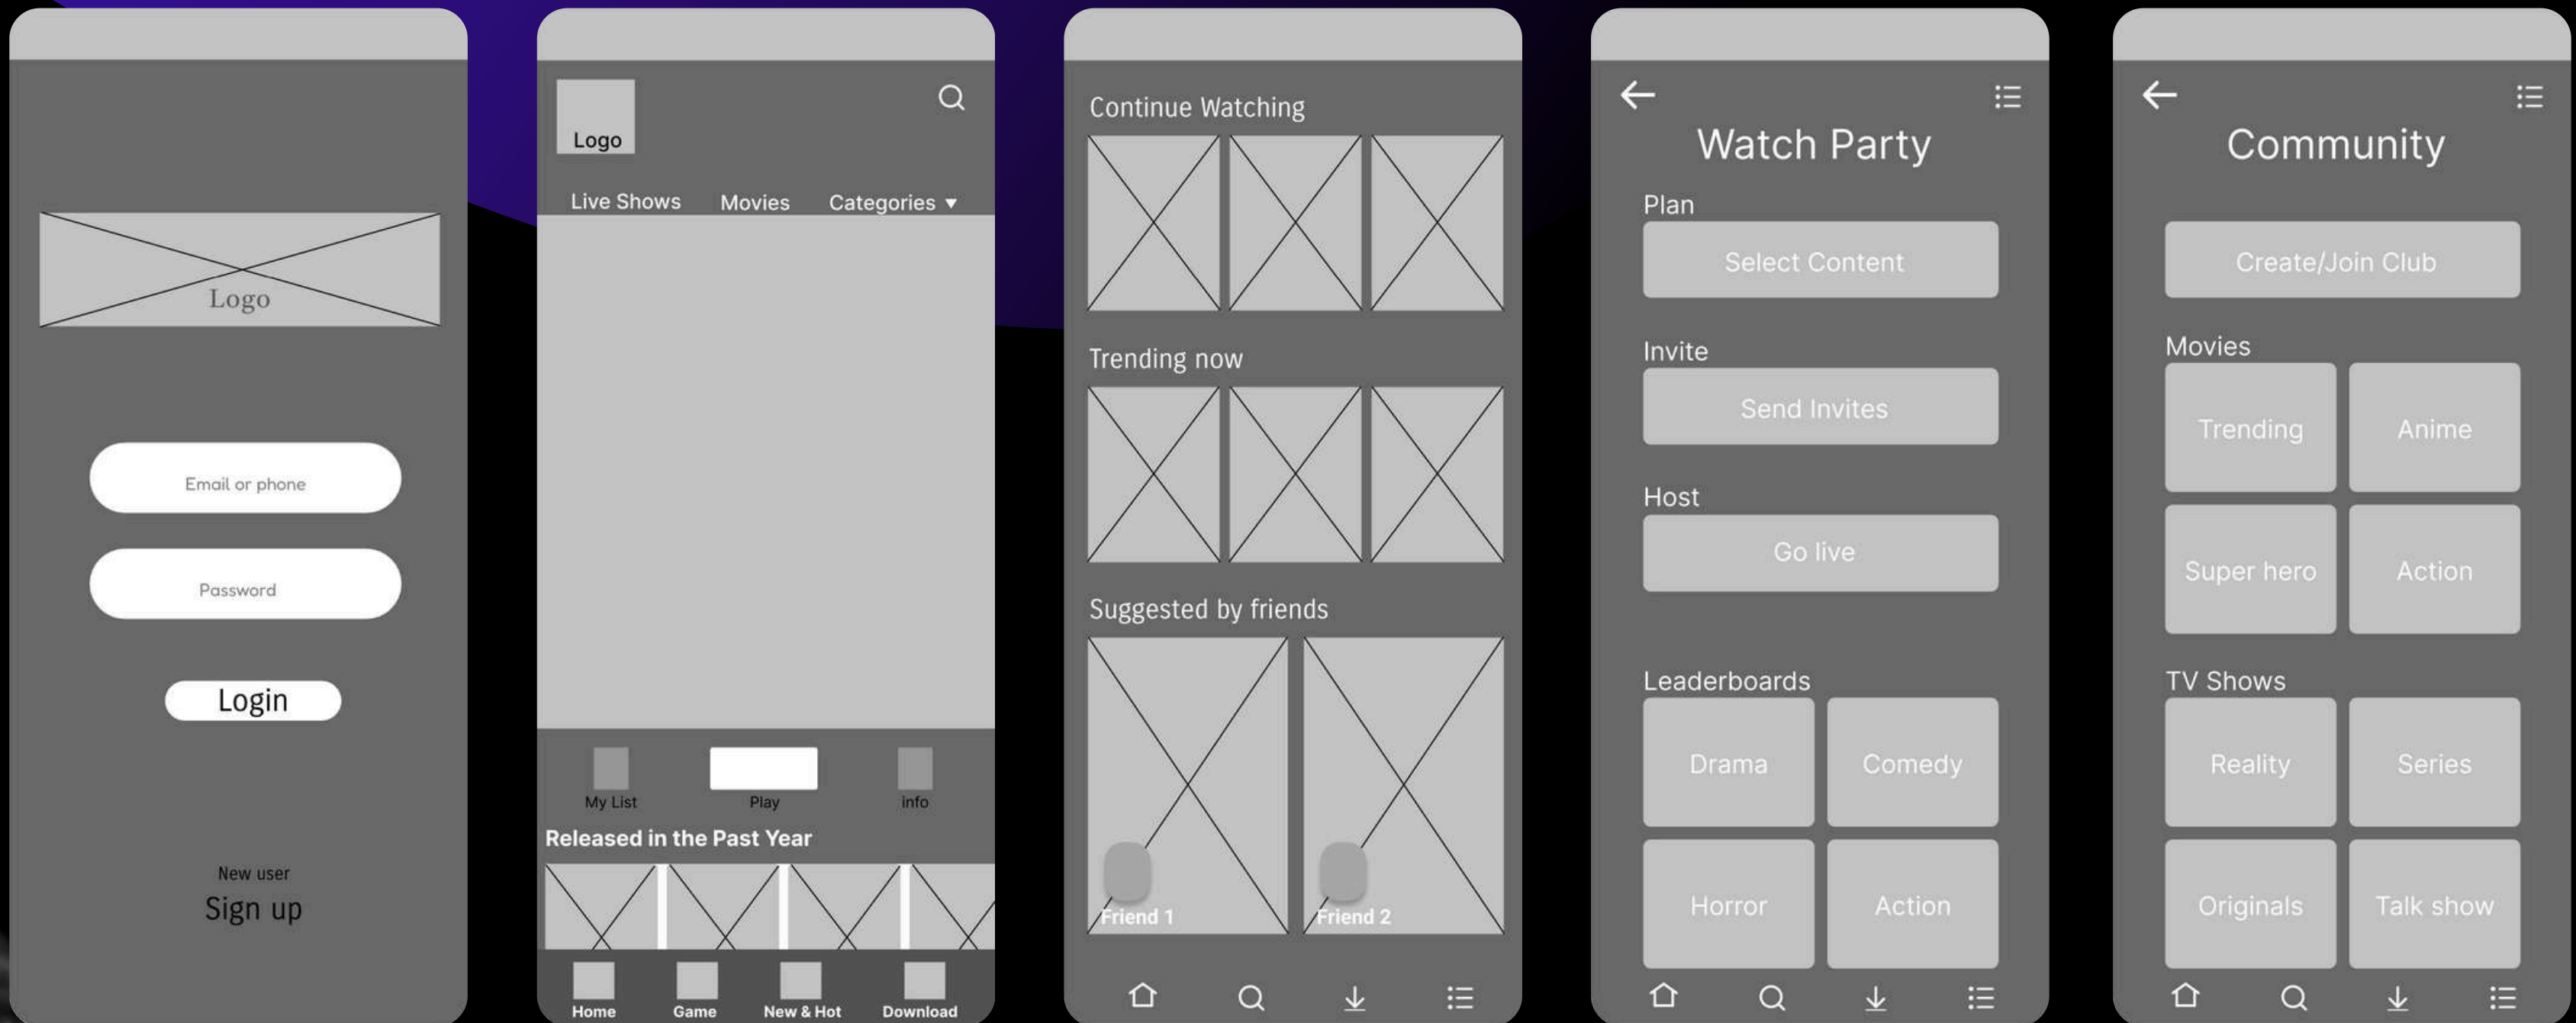 Logo
Email or phone
Password
Login
New user
Sign up
Logo
Live Shows Movies Categories ▼
My List Play info
Released in the Past Year
Home Game New & Hot Download
Continue Watching
Trending now
Suggested by friends
Friend 1 Friend 2
Watch Party
Plan
Select Content
Invite
Send Invites
Host
Go live
Leaderboards
Drama Comedy
Horror Action
Community
Create/Join Club
Movies
Trending Anime
Super hero Action
TV Shows
Reality Series
Originals Talk show